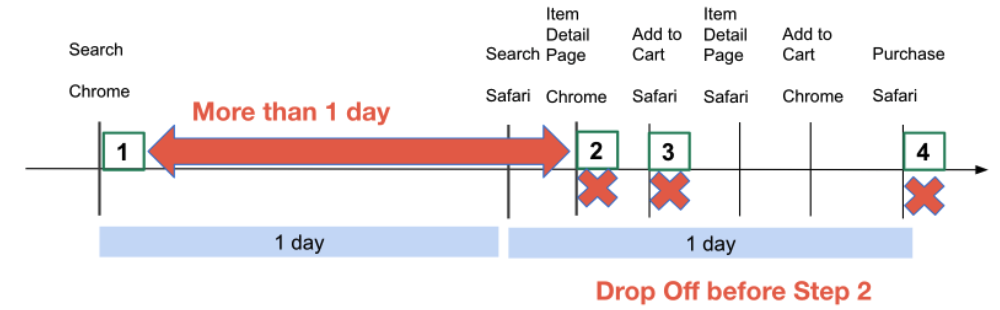 Search
Chrome
Search
Safari
Item
Detail
Page
Chrome
Add to
Cart
Safari
Item
Detail
Page
Safari
Add to
Cart
Chrome
Purchase
Safari
More than 1 day
1
2
3
4
1 day
1 day
Drop Off before Step 2